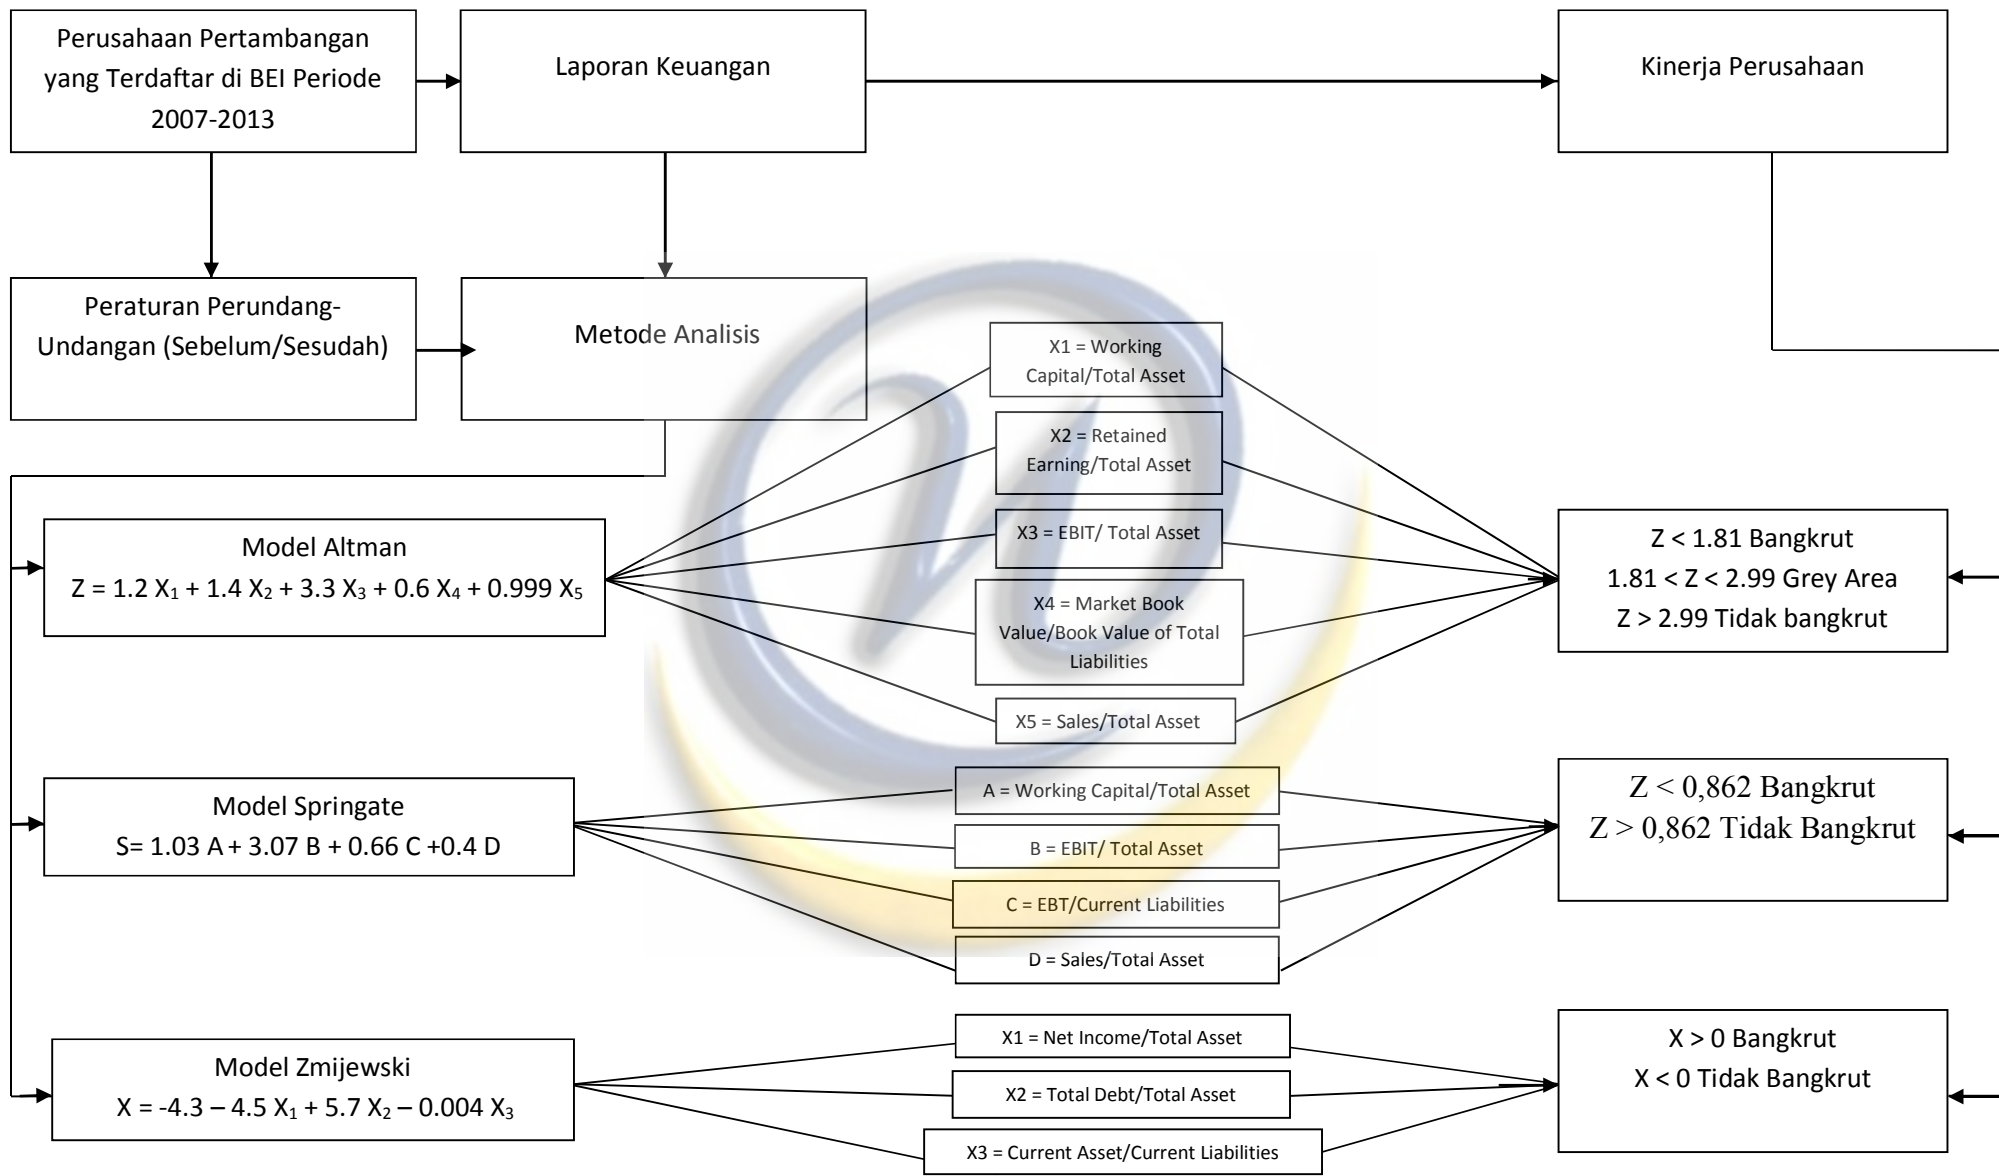 Perusahaan Pertambangan
yang Terdaftar di BEI Periode
2007-2013
Laporan Keuangan
Kinerja Perusahaan
Peraturan Perundang-
Undangan (Sebelum/Sesudah)
Metode Analisis
X1 = Working
Capital/Total Asset
X2 = Retained
Earning/Total Asset
X3 = EBIT/ Total Asset
X4 = Market Book
Value/Book Value of Total
Liabilities
X5 = Sales/Total Asset
Model Altman
Z = 1.2 X₁ + 1.4 X₂ + 3.3 X₃ + 0.6 X₄ + 0.999 X₅
Z < 1.81 Bangkrut
1.81 < Z < 2.99 Grey Area
Z > 2.99 Tidak bangkrut
Model Springate
S= 1.03 A + 3.07 B + 0.66 C +0.4 D
A = Working Capital/Total Asset
B = EBIT/ Total Asset
C = EBT/Current Liabilities
D = Sales/Total Asset
Z < 0,862 Bangkrut
Z > 0,862 Tidak Bangkrut
Model Zmijewski
X = -4.3 – 4.5 X₁ + 5.7 X₂ – 0.004 X₃
X1 = Net Income/Total Asset
X2 = Total Debt/Total Asset
X3 = Current Asset/Current Liabilities
X > 0 Bangkrut
X < 0 Tidak Bangkrut